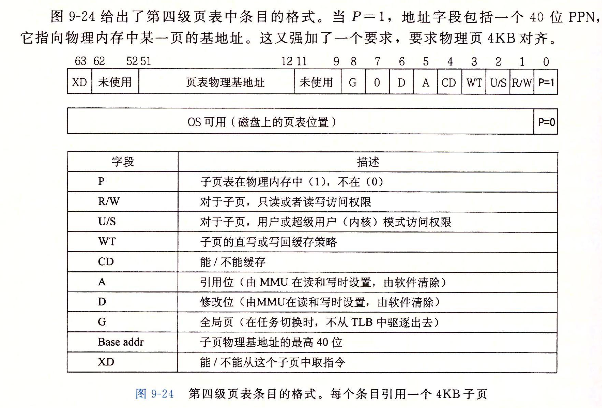 图 9-24 给出了第四级页表中条目的格式。当 P=1，地址字段包括一个 40 位 PPN，
它指向物理内存中某一页的基地址。这又强加了一个要求，要求物理页 4KB 对齐。
63 62 52 51 12 11 9 8 7 6 5 4 3 2 1 0
XD 未使用 页表物理基地址 未使用 G 0 D A CD WT U/S R/W P=1
OS可用（磁盘上的页表位置） P=0
字段 描述
P 子页表在物理内存中（1），不在（0）
R/W 对于子页，只读或者读写访问权限
U/S 对于子页，用户或超级用户（内核）模式访问权限
WT 子页的直写或写回缓存策略
CD 能/不能缓存
A 引用位（由 MMU 在读和写时设置，由软件清除）
D 修改位（由MMU在读和写时设置，由软件清除）
G 全局页（在任务切换时，不从 TLB 中驱逐出去）
Base addr 子页物理基地址的最高 40 位
XD 能/不能从这个子页中取指令
图 9-24 第四级页表条目的格式。每个条目引用一个 4KB 子页